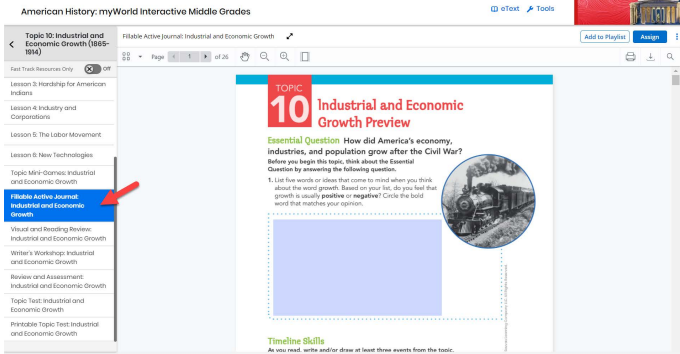 American History: myWorld Interactive Middle Grades
eText Tools
Topic 10: Industrial and
Economic Growth (1865-
1914)
Fillable Active Journal: Industrial and Economic Growth
Add to Playlist
Assign
Fast Track Resources Only
Off
Page 1 of 26
Lesson 3: Hardship for American
Indians
Lesson 4: Industry and
Corporations
Lesson 5: The Labor Movement
Lesson 6: New Technologies
Topic Mini-Games: Industrial
and Economic Growth
Fillable Active Journal:
Industrial and Economic
Growth
Visual and Reading Review:
Industrial and Economic Growth
Writer's Workshop: Industrial
and Economic Growth
Review and Assessment:
Industrial and Economic Growth
Topic Test: Industrial and
Economic Growth
Printable Topic Test: Industrial
and Economic Growth
TOPIC
10
Industrial and Economic
Growth Preview
Essential Question How did America's economy,
industries, and population grow after the Civil War?
Before you begin this topic, think about the Essential
Question by answering the following question.
1. List five words or ideas that come to mind when you think
about the word growth. Based on your list, do you feel that
growth is usually positive or negative? Circle the bold
word that matches your opinion.
Timeline Skills
As you read, write and/or draw at least three events from the topic.